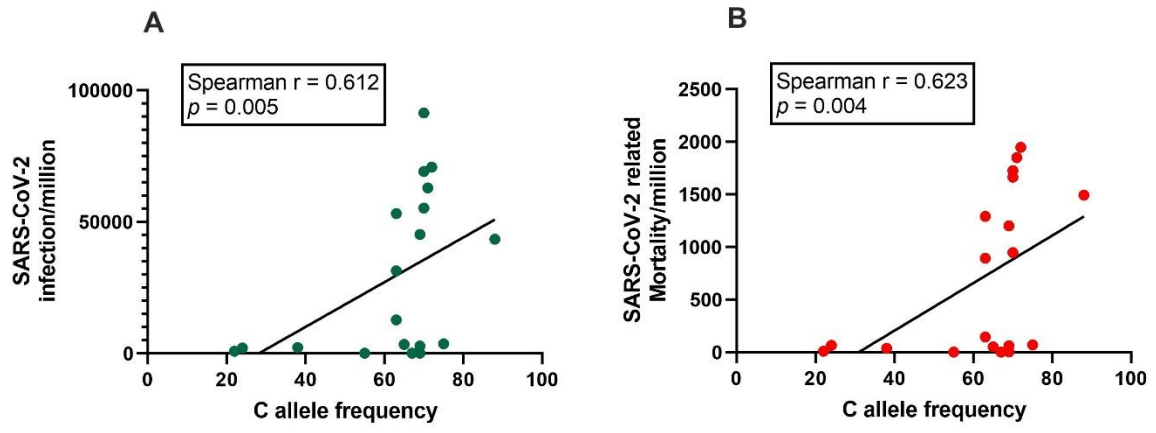 A
Spearman r = 0.612
p = 0.005
SARS-CoV-2
infection/million
100000
50000
0
0 20 40 60 80 100
C allele frequency
B
Spearman r = 0.623
p = 0.004
SARS-CoV-2 related
Mortality/million
2500
2000
1500
1000
500
0
0 20 40 60 80 100
C allele frequency